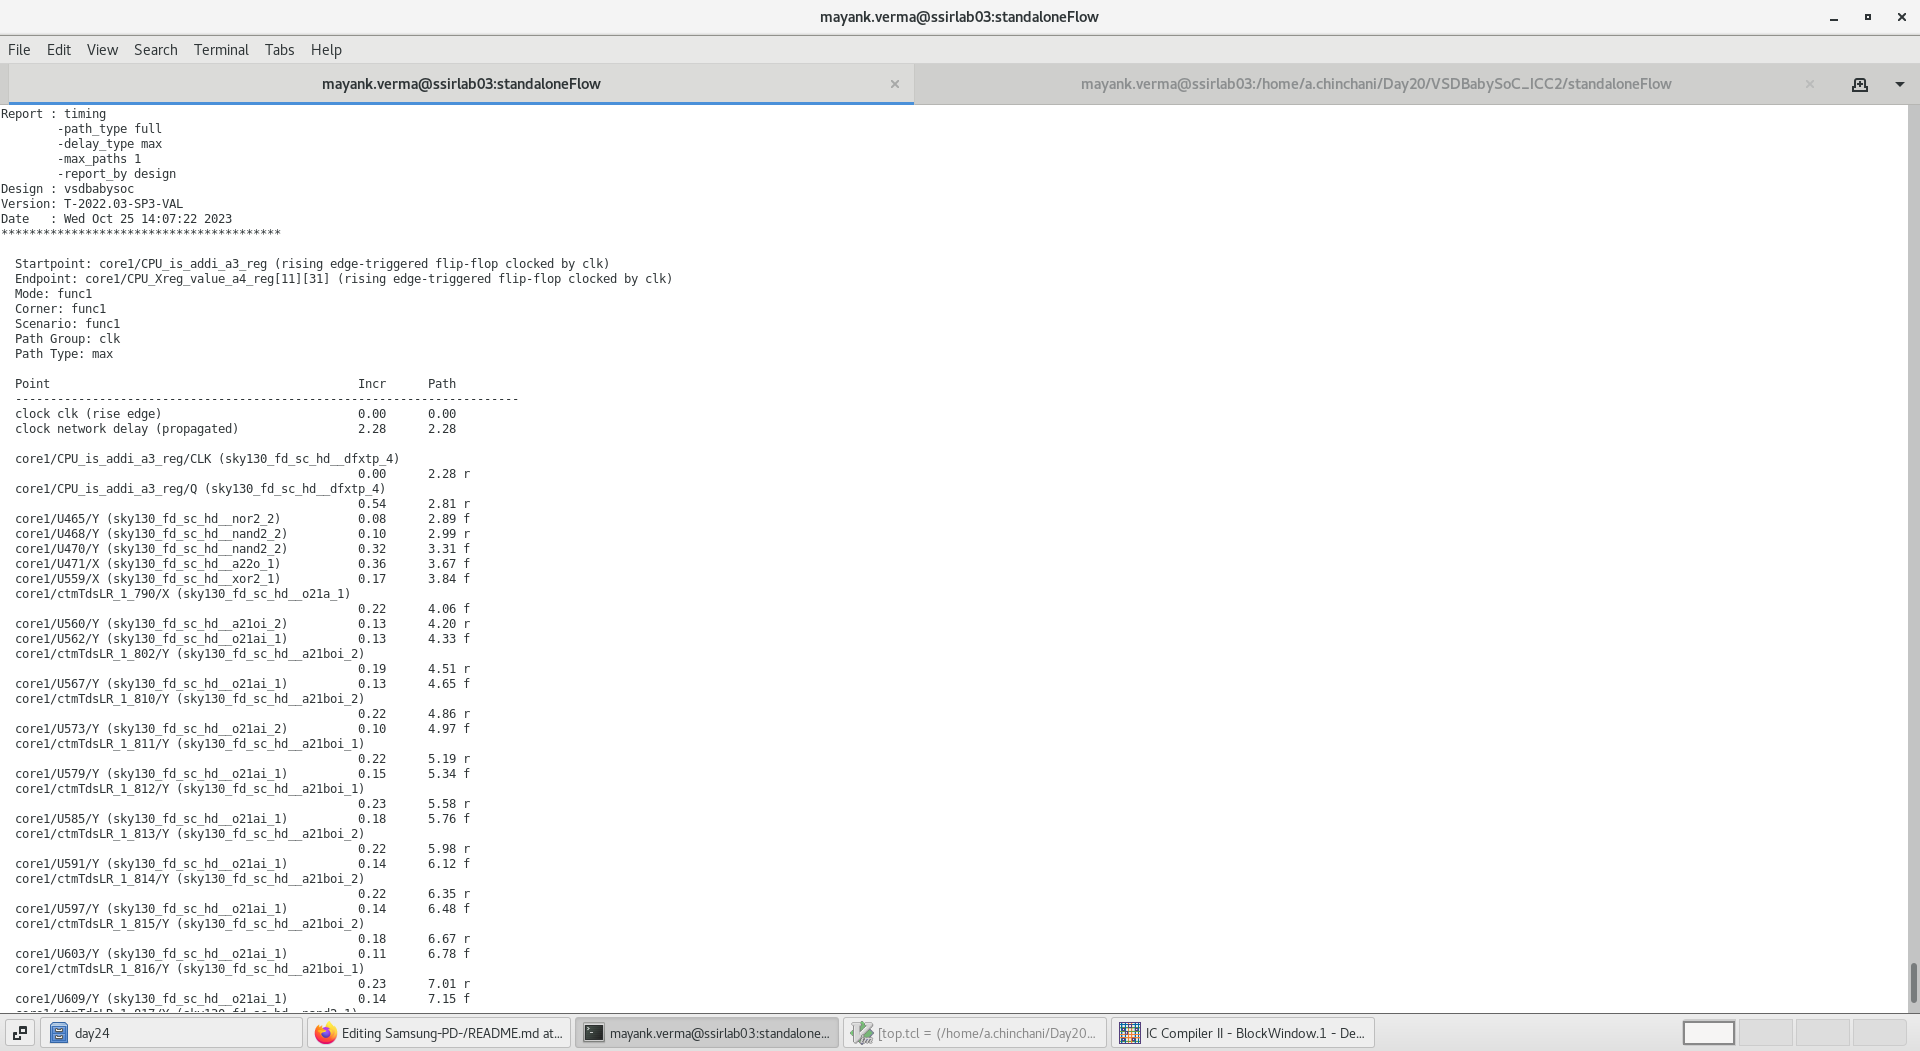 mayank.verma@ssirlab03:standaloneFlow
File Edit View Search Terminal Tabs Help
mayank.verma@ssirlab03:standaloneFlow
mayank.verma@ssirlab03:/home/a.chinchani/Day20/VSDBabySoC_ICC2/standaloneFlow
Report : timing
        -path_type full
        -delay_type max
        -max_paths 1
        -report_by design
Design : vsdbabysoc
Version: T-2022.03-SP3-VAL
Date   : Wed Oct 25 14:07:22 2023
****************************************
  Startpoint: core1/CPU_is_addi_a3_reg (rising edge-triggered flip-flop clocked by clk)
  Endpoint: core1/CPU_Xreg_value_a4_reg[11][31] (rising edge-triggered flip-flop clocked by clk)
  Mode: func1
  Corner: func1
  Scenario: func1
  Path Group: clk
  Path Type: max
  Point                                            Incr      Path
  ------------------------------------------------------------------------
  clock clk (rise edge)                            0.00      0.00
  clock network delay (propagated)                 2.28      2.28
  core1/CPU_is_addi_a3_reg/CLK (sky130_fd_sc_hd__dfxtp_4)
                                                   0.00      2.28 r
  core1/CPU_is_addi_a3_reg/Q (sky130_fd_sc_hd__dfxtp_4)
                                                   0.54      2.81 r
  core1/U465/Y (sky130_fd_sc_hd__nor2_2)           0.08      2.89 f
  core1/U468/Y (sky130_fd_sc_hd__nand2_2)          0.10      2.99 r
  core1/U470/Y (sky130_fd_sc_hd__nand2_2)          0.32      3.31 f
  core1/U471/X (sky130_fd_sc_hd__a22o_1)           0.36      3.67 f
  core1/U559/X (sky130_fd_sc_hd__xor2_1)           0.17      3.84 f
  core1/ctmTdsLR_1_790/X (sky130_fd_sc_hd__o21a_1)
                                                   0.22      4.06 f
  core1/U560/Y (sky130_fd_sc_hd__a21oi_2)          0.13      4.20 r
  core1/U562/Y (sky130_fd_sc_hd__o21ai_1)          0.13      4.33 f
  core1/ctmTdsLR_1_802/Y (sky130_fd_sc_hd__a21boi_2)
                                                   0.19      4.51 r
  core1/U567/Y (sky130_fd_sc_hd__o21ai_1)          0.13      4.65 f
  core1/ctmTdsLR_1_810/Y (sky130_fd_sc_hd__a21boi_2)
                                                   0.22      4.86 r
  core1/U573/Y (sky130_fd_sc_hd__o21ai_2)          0.10      4.97 f
  core1/ctmTdsLR_1_811/Y (sky130_fd_sc_hd__a21boi_1)
                                                   0.22      5.19 r
  core1/U579/Y (sky130_fd_sc_hd__o21ai_1)          0.15      5.34 f
  core1/ctmTdsLR_1_812/Y (sky130_fd_sc_hd__a21boi_1)
                                                   0.23      5.58 r
  core1/U585/Y (sky130_fd_sc_hd__o21ai_1)          0.18      5.76 f
  core1/ctmTdsLR_1_813/Y (sky130_fd_sc_hd__a21boi_2)
                                                   0.22      5.98 r
  core1/U591/Y (sky130_fd_sc_hd__o21ai_1)          0.14      6.12 f
  core1/ctmTdsLR_1_814/Y (sky130_fd_sc_hd__a21boi_2)
                                                   0.22      6.35 r
  core1/U597/Y (sky130_fd_sc_hd__o21ai_1)          0.14      6.48 f
  core1/ctmTdsLR_1_815/Y (sky130_fd_sc_hd__a21boi_2)
                                                   0.18      6.67 r
  core1/U603/Y (sky130_fd_sc_hd__o21ai_1)          0.11      6.78 f
  core1/ctmTdsLR_1_816/Y (sky130_fd_sc_hd__a21boi_1)
                                                   0.23      7.01 r
  core1/U609/Y (sky130_fd_sc_hd__o21ai_1)          0.14      7.15 f
day24
Editing Samsung-PD-/README.md at...
mayank.verma@ssirlab03:standalone...
[top.tcl = (/home/a.chinchani/Day20...
IC Compiler II - BlockWindow.1 - De...